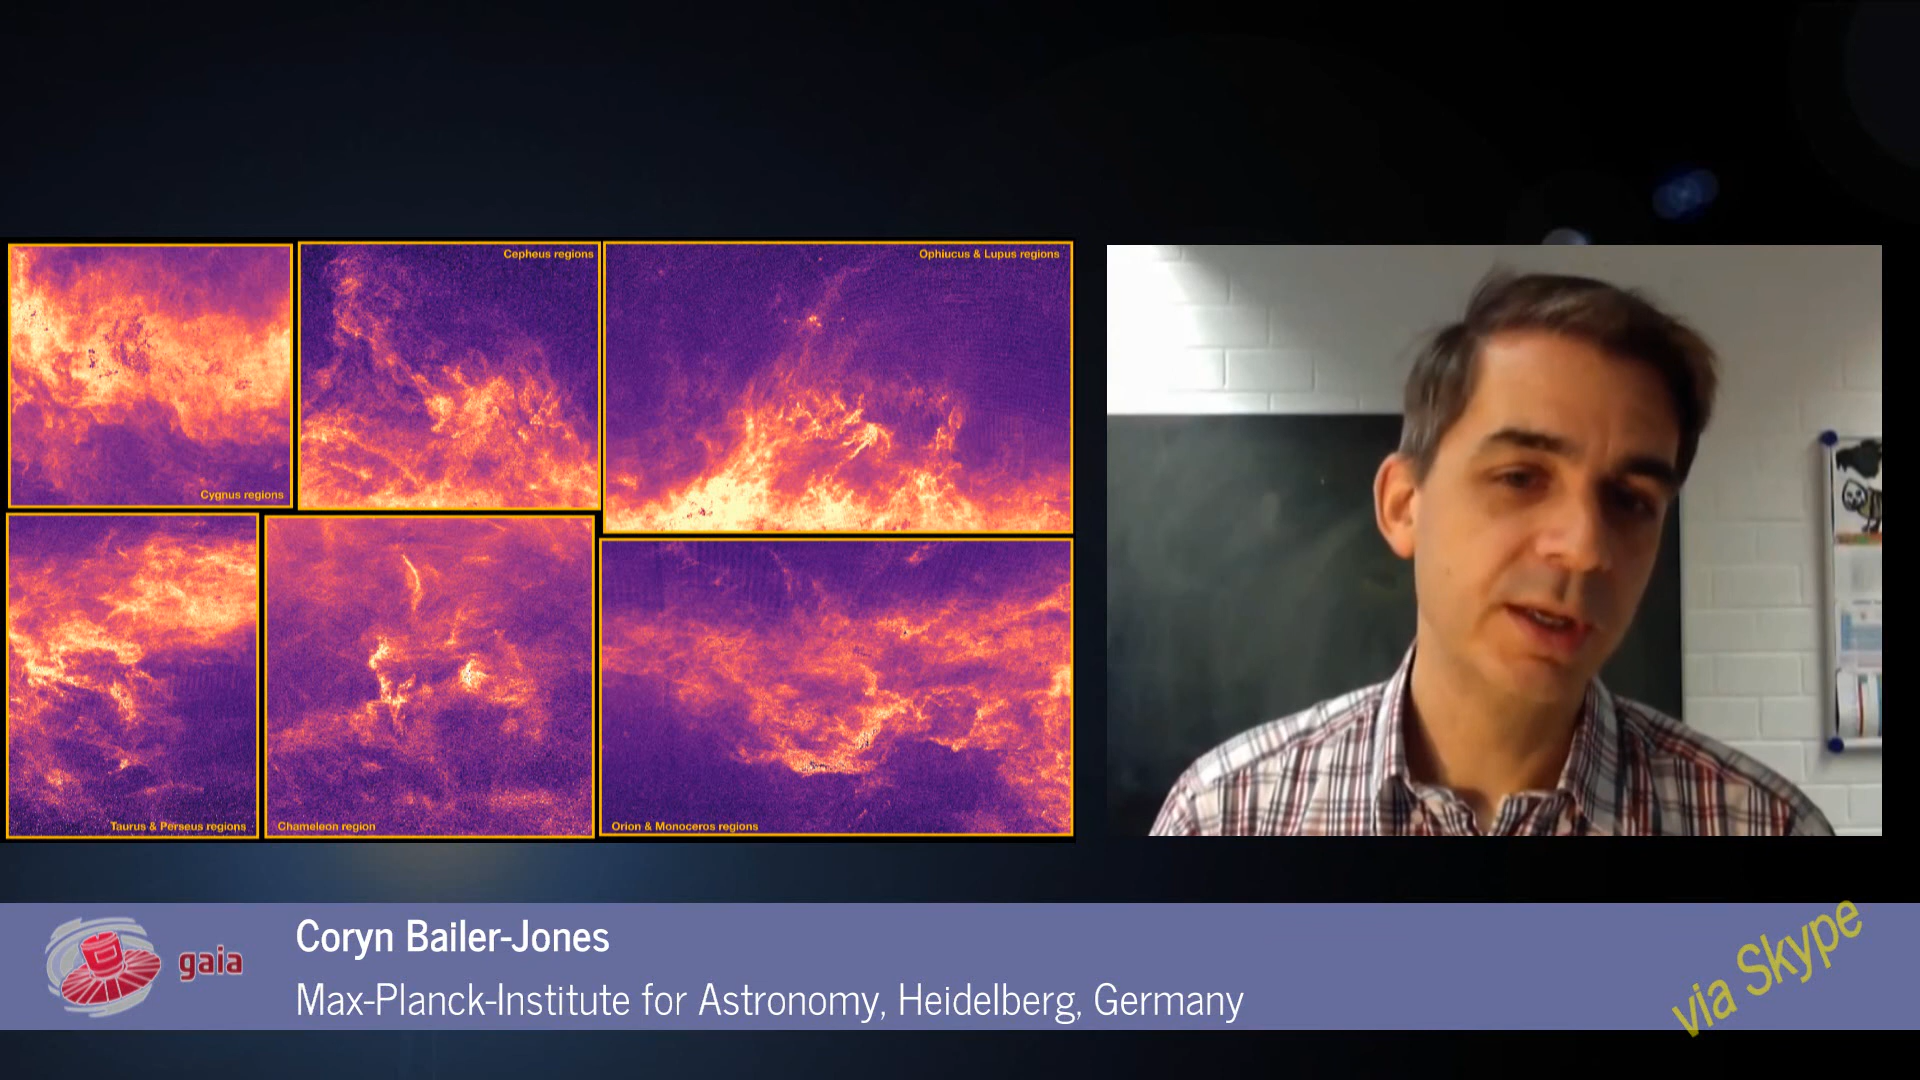 Cygnus regions
Cepheus regions
Ophiucus & Lupus regions
Taurus & Perseus regions
Chameleon region
Orion & Monoceros regions
gaia
Coryn Bailer-Jones
Max-Planck-Institute for Astronomy, Heidelberg, Germany
via Skype